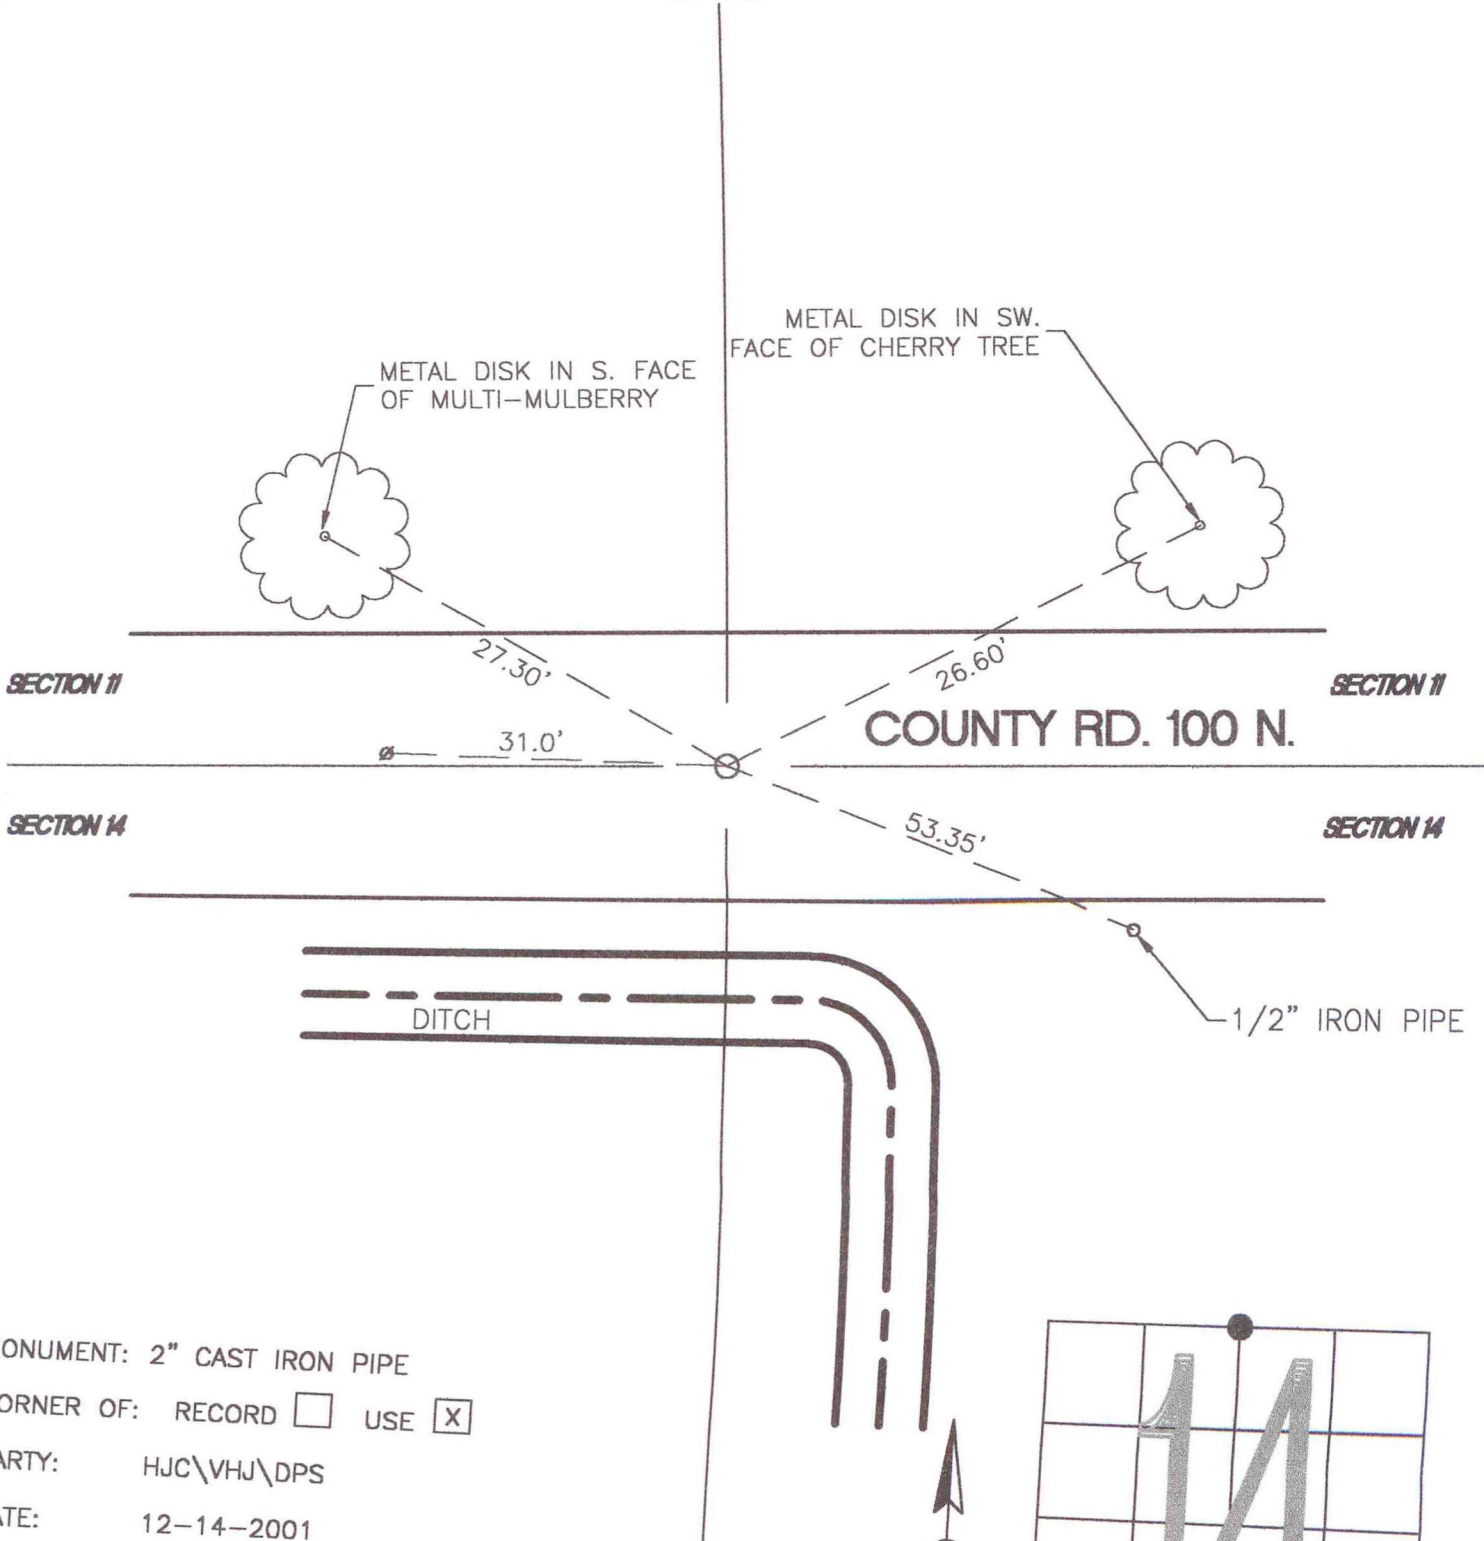 METAL DISK IN SW.
FACE OF CHERRY TREE
METAL DISK IN S. FACE
OF MULTI-MULBERRY
27.30'
26.60'
SECTION 11
SECTION 11
COUNTY RD. 100 N.
31.0'
SECTION 14
53.35'
SECTION 14
DITCH
1/2" IRON PIPE
ONUMENT: 2" CAST IRON PIPE
ORNER OF: RECORD USE X
ARTY: HJC\VHJ\DPS
ATE: 12-14-2001
14